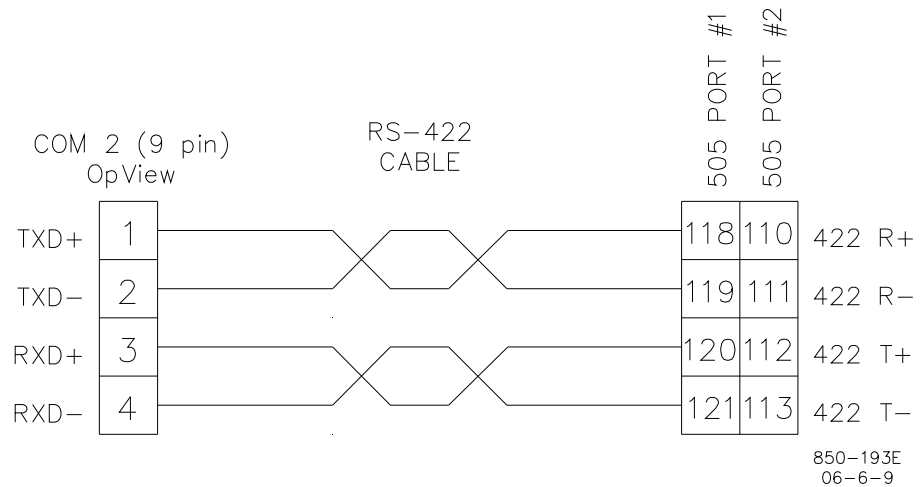 505 PORT #1
505 PORT #2
COM 2 (9 pin)
OpView
RS-422
CABLE
TXD+ 1 118 110 422 R+
TXD- 2 119 111 422 R-
RXD+ 3 120 112 422 T+
RXD- 4 121 113 422 T-
850-193E
06-6-9